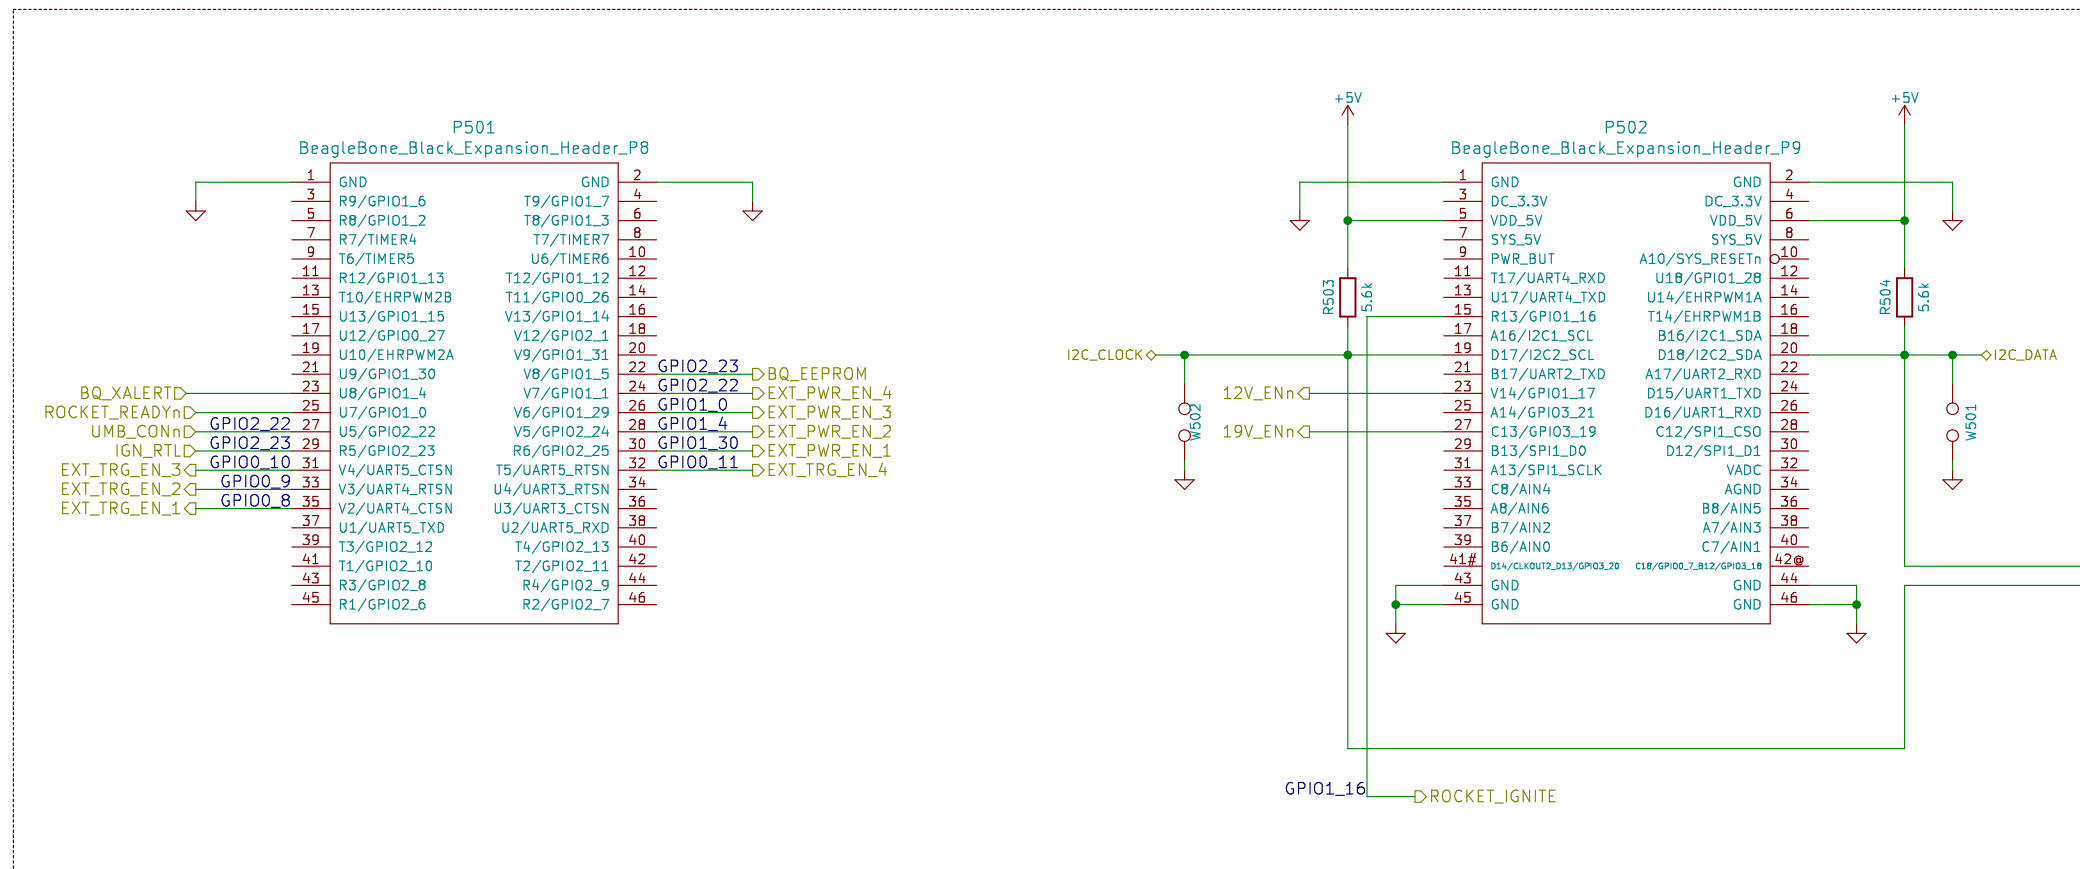 P501
BeagleBone_Black_Expansion_Header_P8
1 GND GND 2
3 R9/GPIO1_6 T9/GPIO1_7 4
5 R8/GPIO1_2 T8/GPIO1_3 6
7 R7/TIMER4 T7/TIMER7 8
9 T6/TIMER5 U6/TIMER6 10
11 R12/GPIO1_13 T12/GPIO1_12 12
13 T10/EHRPWM2B T11/GPIO0_26 14
15 U13/GPIO1_15 V13/GPIO1_14 16
17 U12/GPIO0_27 V12/GPIO2_1 18
19 U10/EHRPWM2A V9/GPIO1_31 20
21 U9/GPIO1_30 V8/GPIO1_5 22 GPIO2_23 BQ_EEPROM
BQ_XALERT 23 U8/GPIO1_4 V7/GPIO1_1 24 GPIO2_22 EXT_PWR_EN_4
ROCKET_READYn 25 U7/GPIO1_0 V6/GPIO1_29 26 GPIO1_0 EXT_PWR_EN_3
UMB_CONn GPIO2_22 27 U5/GPIO2_22 V5/GPIO2_24 28 GPIO1_4 EXT_PWR_EN_2
IGN_RTL GPIO2_23 29 R5/GPIO2_23 R6/GPIO2_25 30 GPIO1_30 EXT_PWR_EN_1
EXT_TRG_EN_3 GPIO0_10 31 V4/UART5_CTSN T5/UART5_RTSN 32 GPIO0_11 EXT_TRG_EN_4
EXT_TRG_EN_2 GPIO0_9 33 V3/UART4_RTSN U4/UART3_RTSN 34
EXT_TRG_EN_1 GPIO0_8 35 V2/UART4_CTSN U3/UART3_CTSN 36
37 U1/UART5_TXD U2/UART5_RXD 38
39 T3/GPIO2_12 T4/GPIO2_13 40
41 T1/GPIO2_10 T2/GPIO2_11 42
43 R3/GPIO2_8 R4/GPIO2_9 44
45 R1/GPIO2_6 R2/GPIO2_7 46
+5V +5V
P502
BeagleBone_Black_Expansion_Header_P9
1 GND GND 2
3 DC_3.3V DC_3.3V 4
5 VDD_5V VDD_5V 6
7 SYS_5V SYS_5V 8
9 PWR_BUT A10/SYS_RESETn 10
11 T17/UART4_RXD U18/GPIO1_28 12
R503 5.6k 13 U17/UART4_TXD U14/EHRPWM1A 14 R504 5.6k
15 R13/GPIO1_16 T14/EHRPWM1B 16
17 A16/I2C1_SCL B16/I2C1_SDA 18
I2C_CLOCK 19 D17/I2C2_SCL D18/I2C2_SDA 20 I2C_DATA
21 B17/UART2_TXD A17/UART2_RXD 22
12V_ENn 23 V14/GPIO1_17 D15/UART1_TXD 24
W502 25 A14/GPIO3_21 D16/UART1_RXD 26 W501
19V_ENn 27 C13/GPIO3_19 C12/SPI1_CSO 28
29 B13/SPI1_D0 D12/SPI1_D1 30
31 A13/SPI1_SCLK VADC 32
33 C8/AIN4 AGND 34
35 A8/AIN6 B8/AIN5 36
37 B7/AIN2 A7/AIN3 38
39 B6/AIN0 C7/AIN1 40
41# D14/CLKOUT2_D13/GPIO3_20 C18/GPIO0_7_B12/GPIO3_18 42@
43 GND GND 44
45 GND GND 46
GPIO1_16 ROCKET_IGNITE